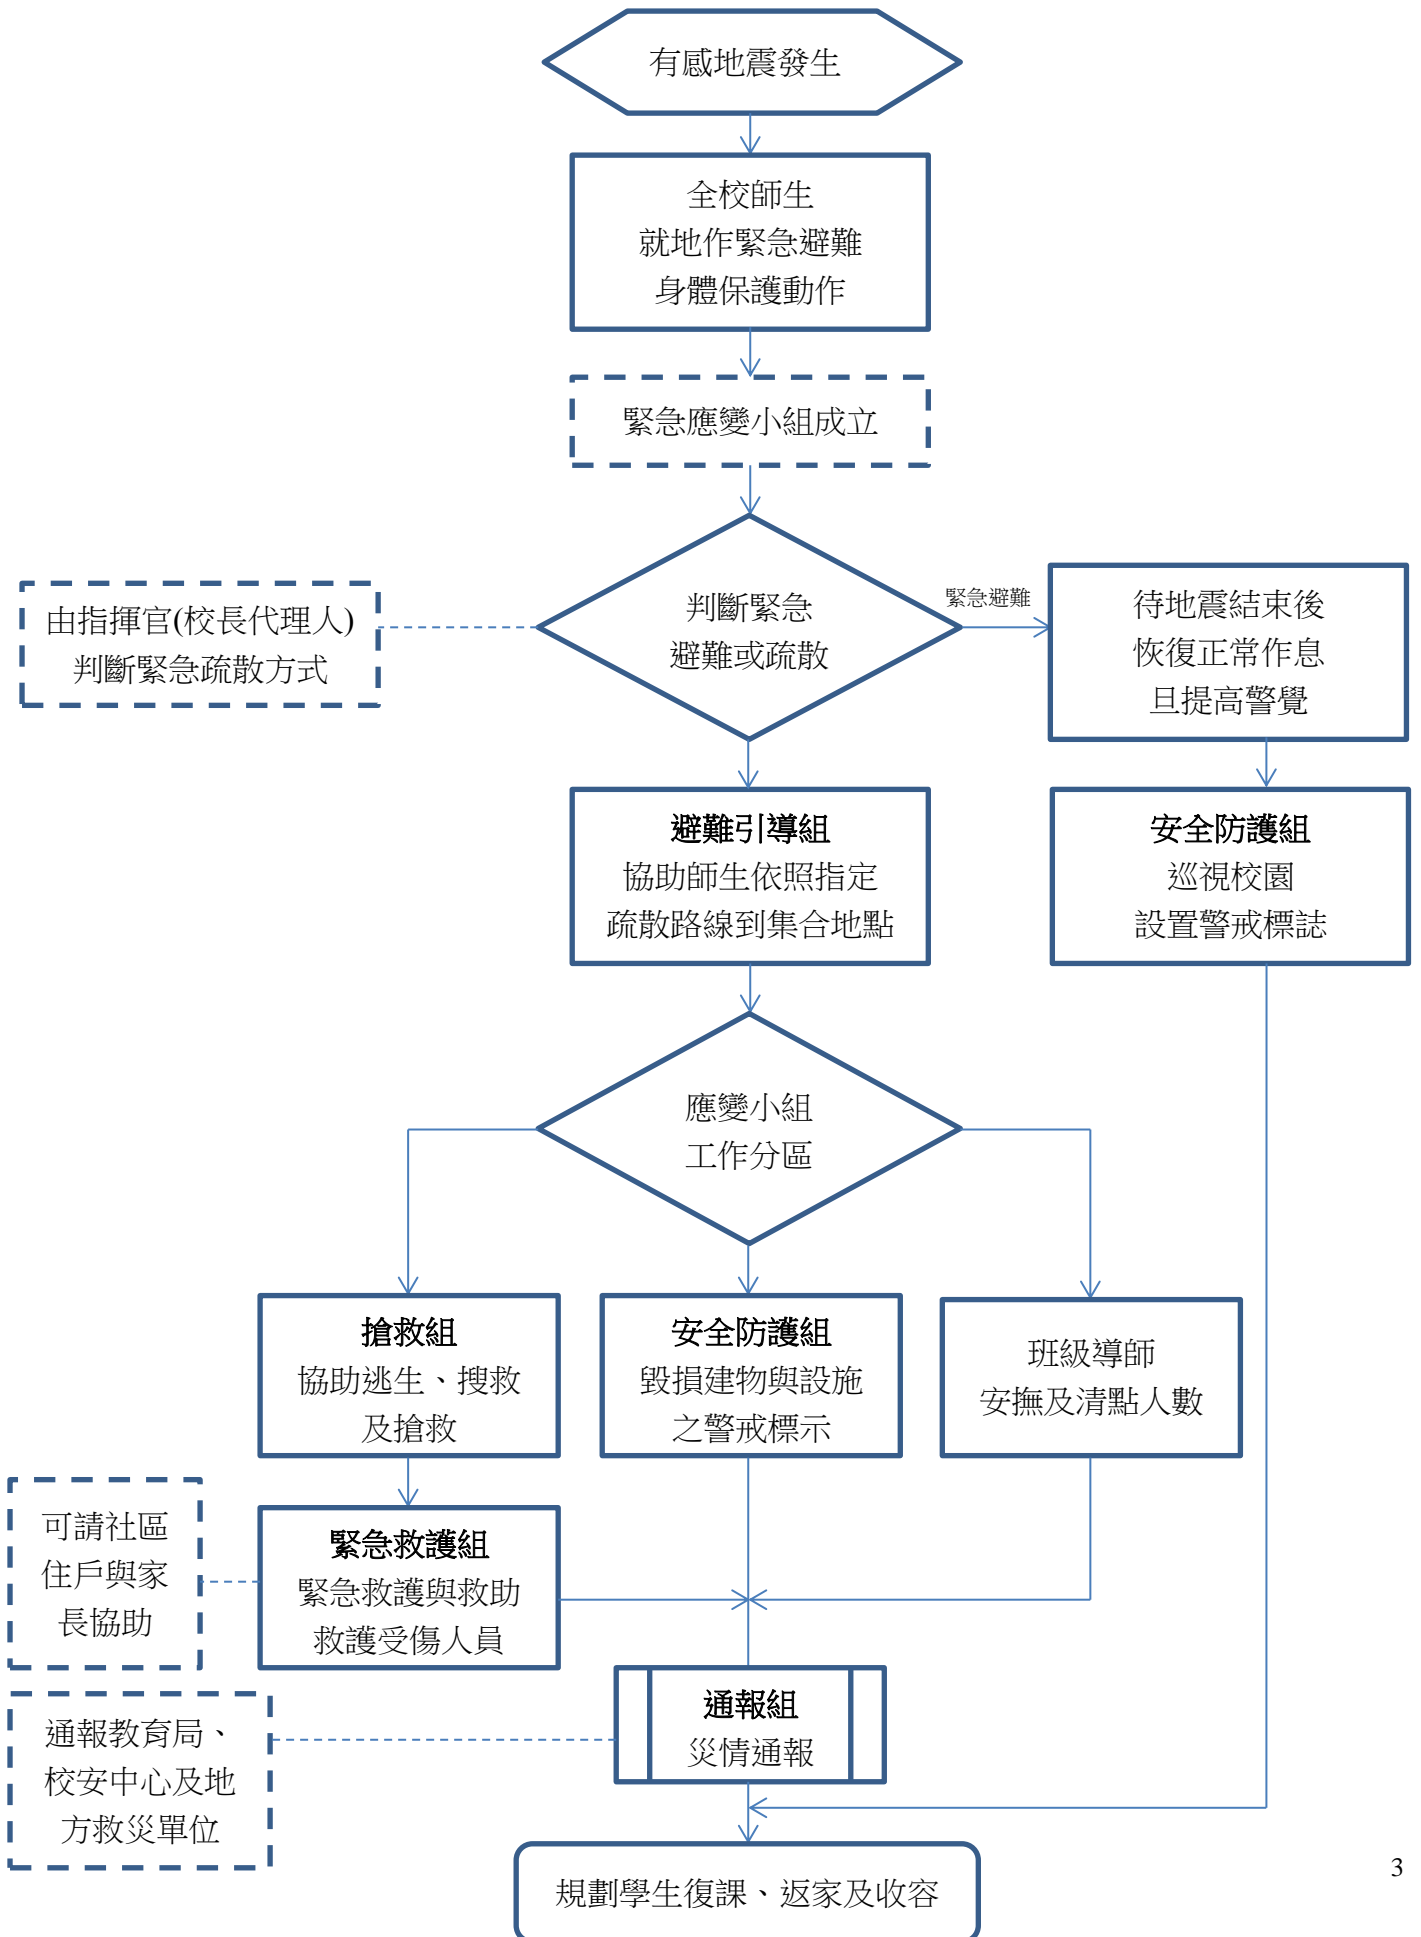 有感地震發生
全校師生
就地作緊急避難
身體保護動作
緊急應變小組成立
由指揮官(校長代理人)
判斷緊急疏散方式
判斷緊急
避難或疏散
緊急避難
待地震結束後
恢復正常作息
旦提高警覺
避難引導組
協助師生依照指定
疏散路線到集合地點
安全防護組
巡視校園
設置警戒標誌
應變小組
工作分區
搶救組
協助逃生、搜救
及搶救
安全防護組
毀損建物與設施
之警戒標示
班級導師
安撫及清點人數
可請社區
住戶與家
長協助
緊急救護組
緊急救護與救助
救護受傷人員
通報組
災情通報
通報教育局、
校安中心及地
方救災單位
規劃學生復課、返家及收容
3